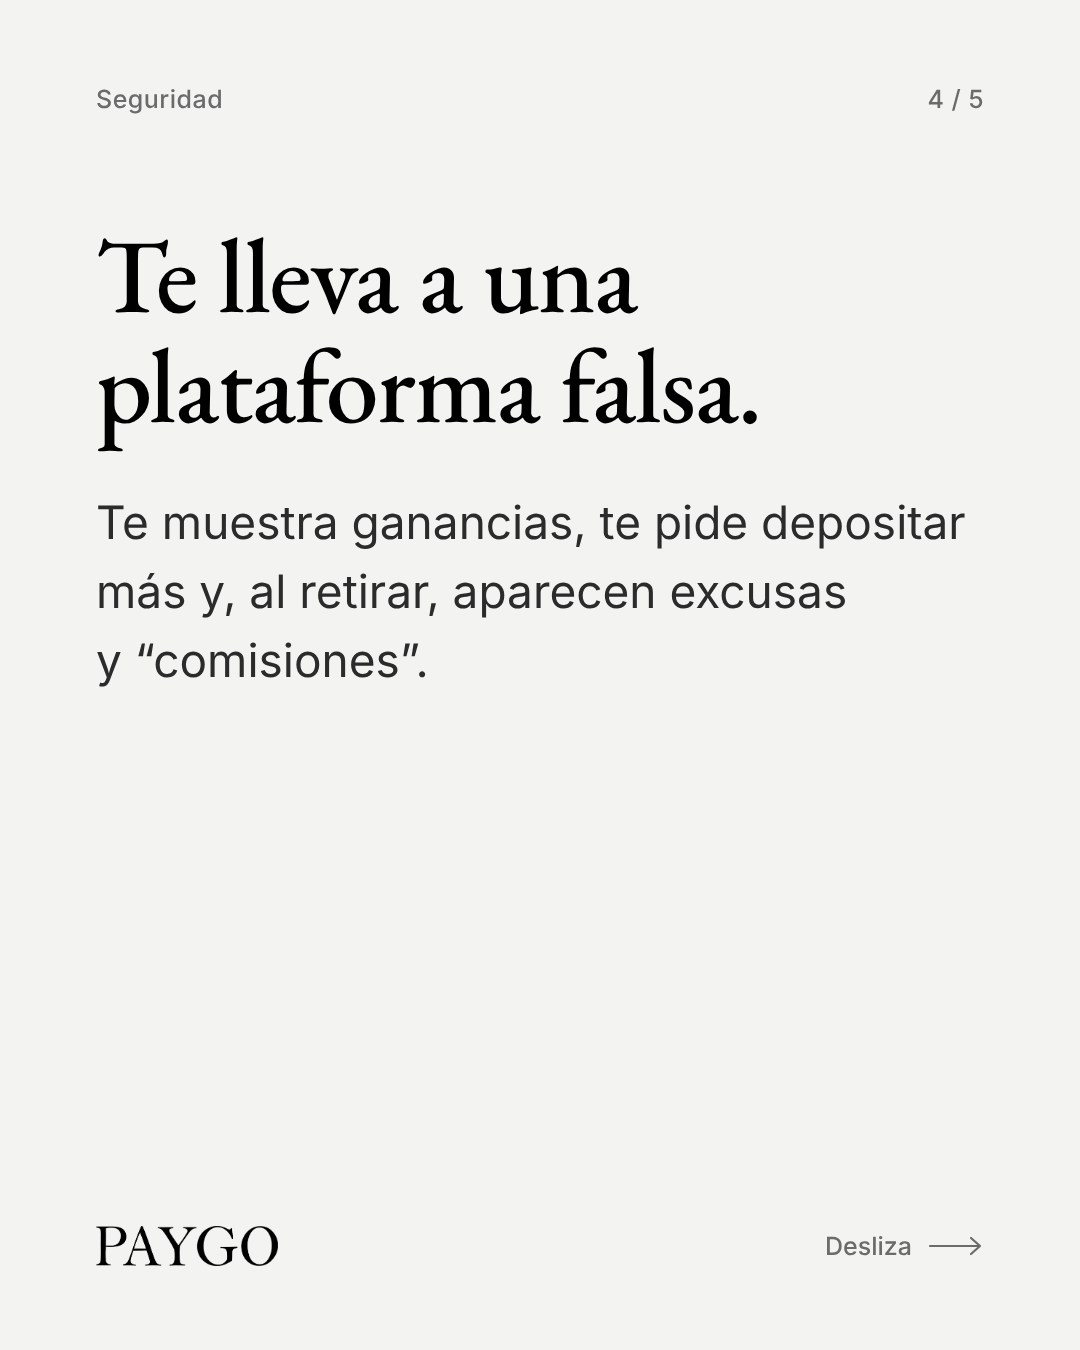 Seguridad
4 / 5
Te lleva a una
plataforma falsa.
Te muestra ganancias, te pide depositar
más y, al retirar, aparecen excusas
y “comisiones”.
PAYGO
Desliza